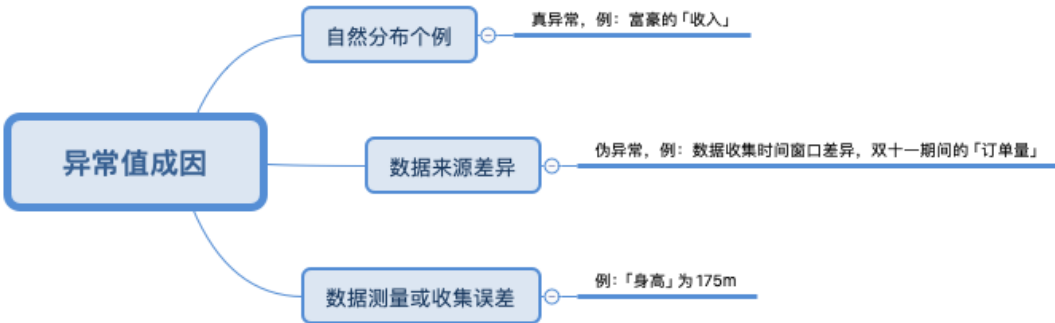 自然分布个例
真异常，例：富豪的「收入」
异常值成因
数据来源差异
伪异常，例：数据收集时间窗口差异，双十一期间的「订单量」
数据测量或收集误差
例：「身高」为 175m